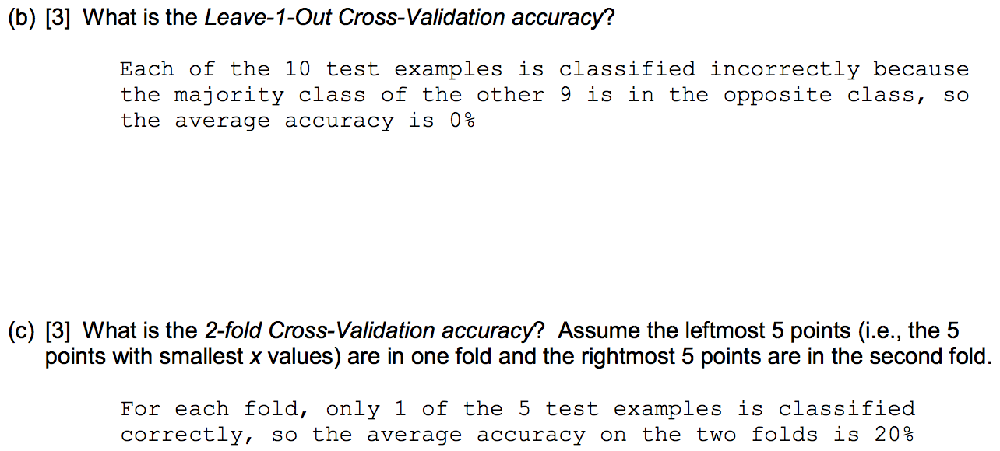 (b) [3] What is the Leave-1-Out Cross-Validation accuracy?
Each of the 10 test examples is classified incorrectly because
the majority class of the other 9 is in the opposite class, so
the average accuracy is 0%
(c) [3] What is the 2-fold Cross-Validation accuracy? Assume the leftmost 5 points (i.e., the 5
points with smallest x values) are in one fold and the rightmost 5 points are in the second fold.
For each fold, only 1 of the 5 test examples is classified
correctly, so the average accuracy on the two folds is 20%